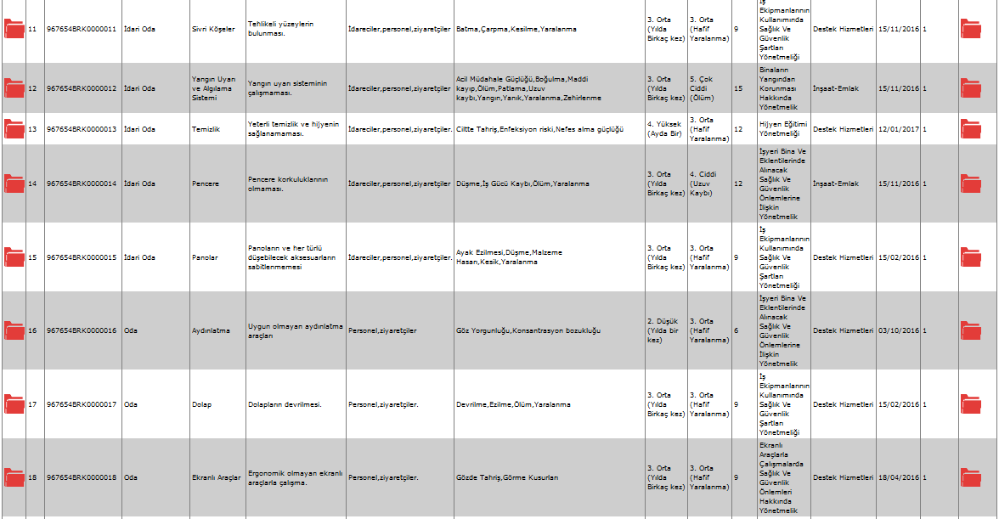 11 967654BRK0000011 İdari Oda Sivri Köşeler Tehlikeli yüzeylerin bulunması. İdareciler,personel,ziyaretçiler Batma,Çarpma,Kesilme,Yaralanma 3. Orta (Yılda Birkaç kez) 3. Orta (Hafif Yaralanma) 9 İş Ekipmanlarının Kullanımında Sağlık Ve Güvenlik Şartları Yönetmeliği Destek Hizmetleri 15/11/2016 1
12 967654BRK0000012 İdari Oda Yangın Uyarı ve Algılama Sistemi Yangın uyarı sisteminin çalışmaması. İdareciler,personel,ziyaretçiler Acil Müdahale Güçlüğü,Boğulma,Maddi kayıp,Ölüm,Patlama,Uzuv kaybı,Yangın,Yanık,Yaralanma,Zehirlenme 3. Orta (Yılda Birkaç kez) 5. Çok Ciddi (Ölüm) 15 Binaların Yangından Korunması Hakkında Yönetmelik İnşaat-Emlak 15/11/2016 1
13 967654BRK0000013 İdari Oda Temizlik Yeterli temizlik ve hijyenin sağlanamaması. İdareciler,personel,ziyaretçiler. Ciltte Tahriş,Enfeksiyon riski,Nefes alma güçlüğü 4. Yüksek (Ayda Bir) 3. Orta (Hafif Yaralanma) 12 Hijyen Eğitimi Yönetmeliği Destek Hizmetleri 12/01/2017 1
14 967654BRK0000014 İdari Oda Pencere Pencere korkuluklarının olmaması. İdareciler,personel,ziyaretçiler Düşme,İş Gücü Kaybı,Ölüm,Yaralanma 3. Orta (Yılda Birkaç kez) 4. Ciddi (Uzuv Kaybı) 12 İşyeri Bina Ve Eklentilerinde Alınacak Sağlık Ve Güvenlik Önlemlerine İlişkin Yönetmelik İnşaat-Emlak 15/11/2016 1
15 967654BRK0000015 İdari Oda Panolar Panoların ve her türlü düşebilecek aksesuarların sabitlenmemesi İdareciler,personel,ziyaretçiler. Ayak Ezilmesi,Düşme,Malzeme Hasarı,Kesik,Yaralanma 3. Orta (Yılda Birkaç kez) 3. Orta (Hafif Yaralanma) 9 İş Ekipmanlarının Kullanımında Sağlık Ve Güvenlik Şartları Yönetmeliği Destek Hizmetleri 15/02/2016 1
16 967654BRK0000016 Oda Aydınlatma Uygun olmayan aydınlatma araçları Personel,ziyaretçiler Göz Yorgunluğu,Konsantrasyon bozukluğu 2. Düşük (Yılda bir kez) 3. Orta (Hafif Yaralanma) 6 İşyeri Bina Ve Eklentilerinde Alınacak Sağlık Ve Güvenlik Önlemlerine İlişkin Yönetmelik Destek Hizmetleri 03/10/2016 1
17 967654BRK0000017 Oda Dolap Dolapların devrilmesi. Personel,ziyaretçiler. Devrilme,Ezilme,Ölüm,Yaralanma 3. Orta (Yılda Birkaç kez) 3. Orta (Hafif Yaralanma) 9 İş Ekipmanlarının Kullanımında Sağlık Ve Güvenlik Şartları Yönetmeliği Destek Hizmetleri 15/02/2016 1
18 967654BRK0000018 Oda Ekranlı Araçlar Ergonomik olmayan ekranlı araçlarla çalışma. Personel,ziyaretçiler. Gözde Tahriş,Görme Kusurları 3. Orta (Yılda Birkaç kez) 3. Orta (Hafif Yaralanma) 9 Ekranlı Araçlarla Çalışmalarda Sağlık Ve Güvenlik Önlemleri Hakkında Yönetmelik Destek Hizmetleri 18/04/2016 1